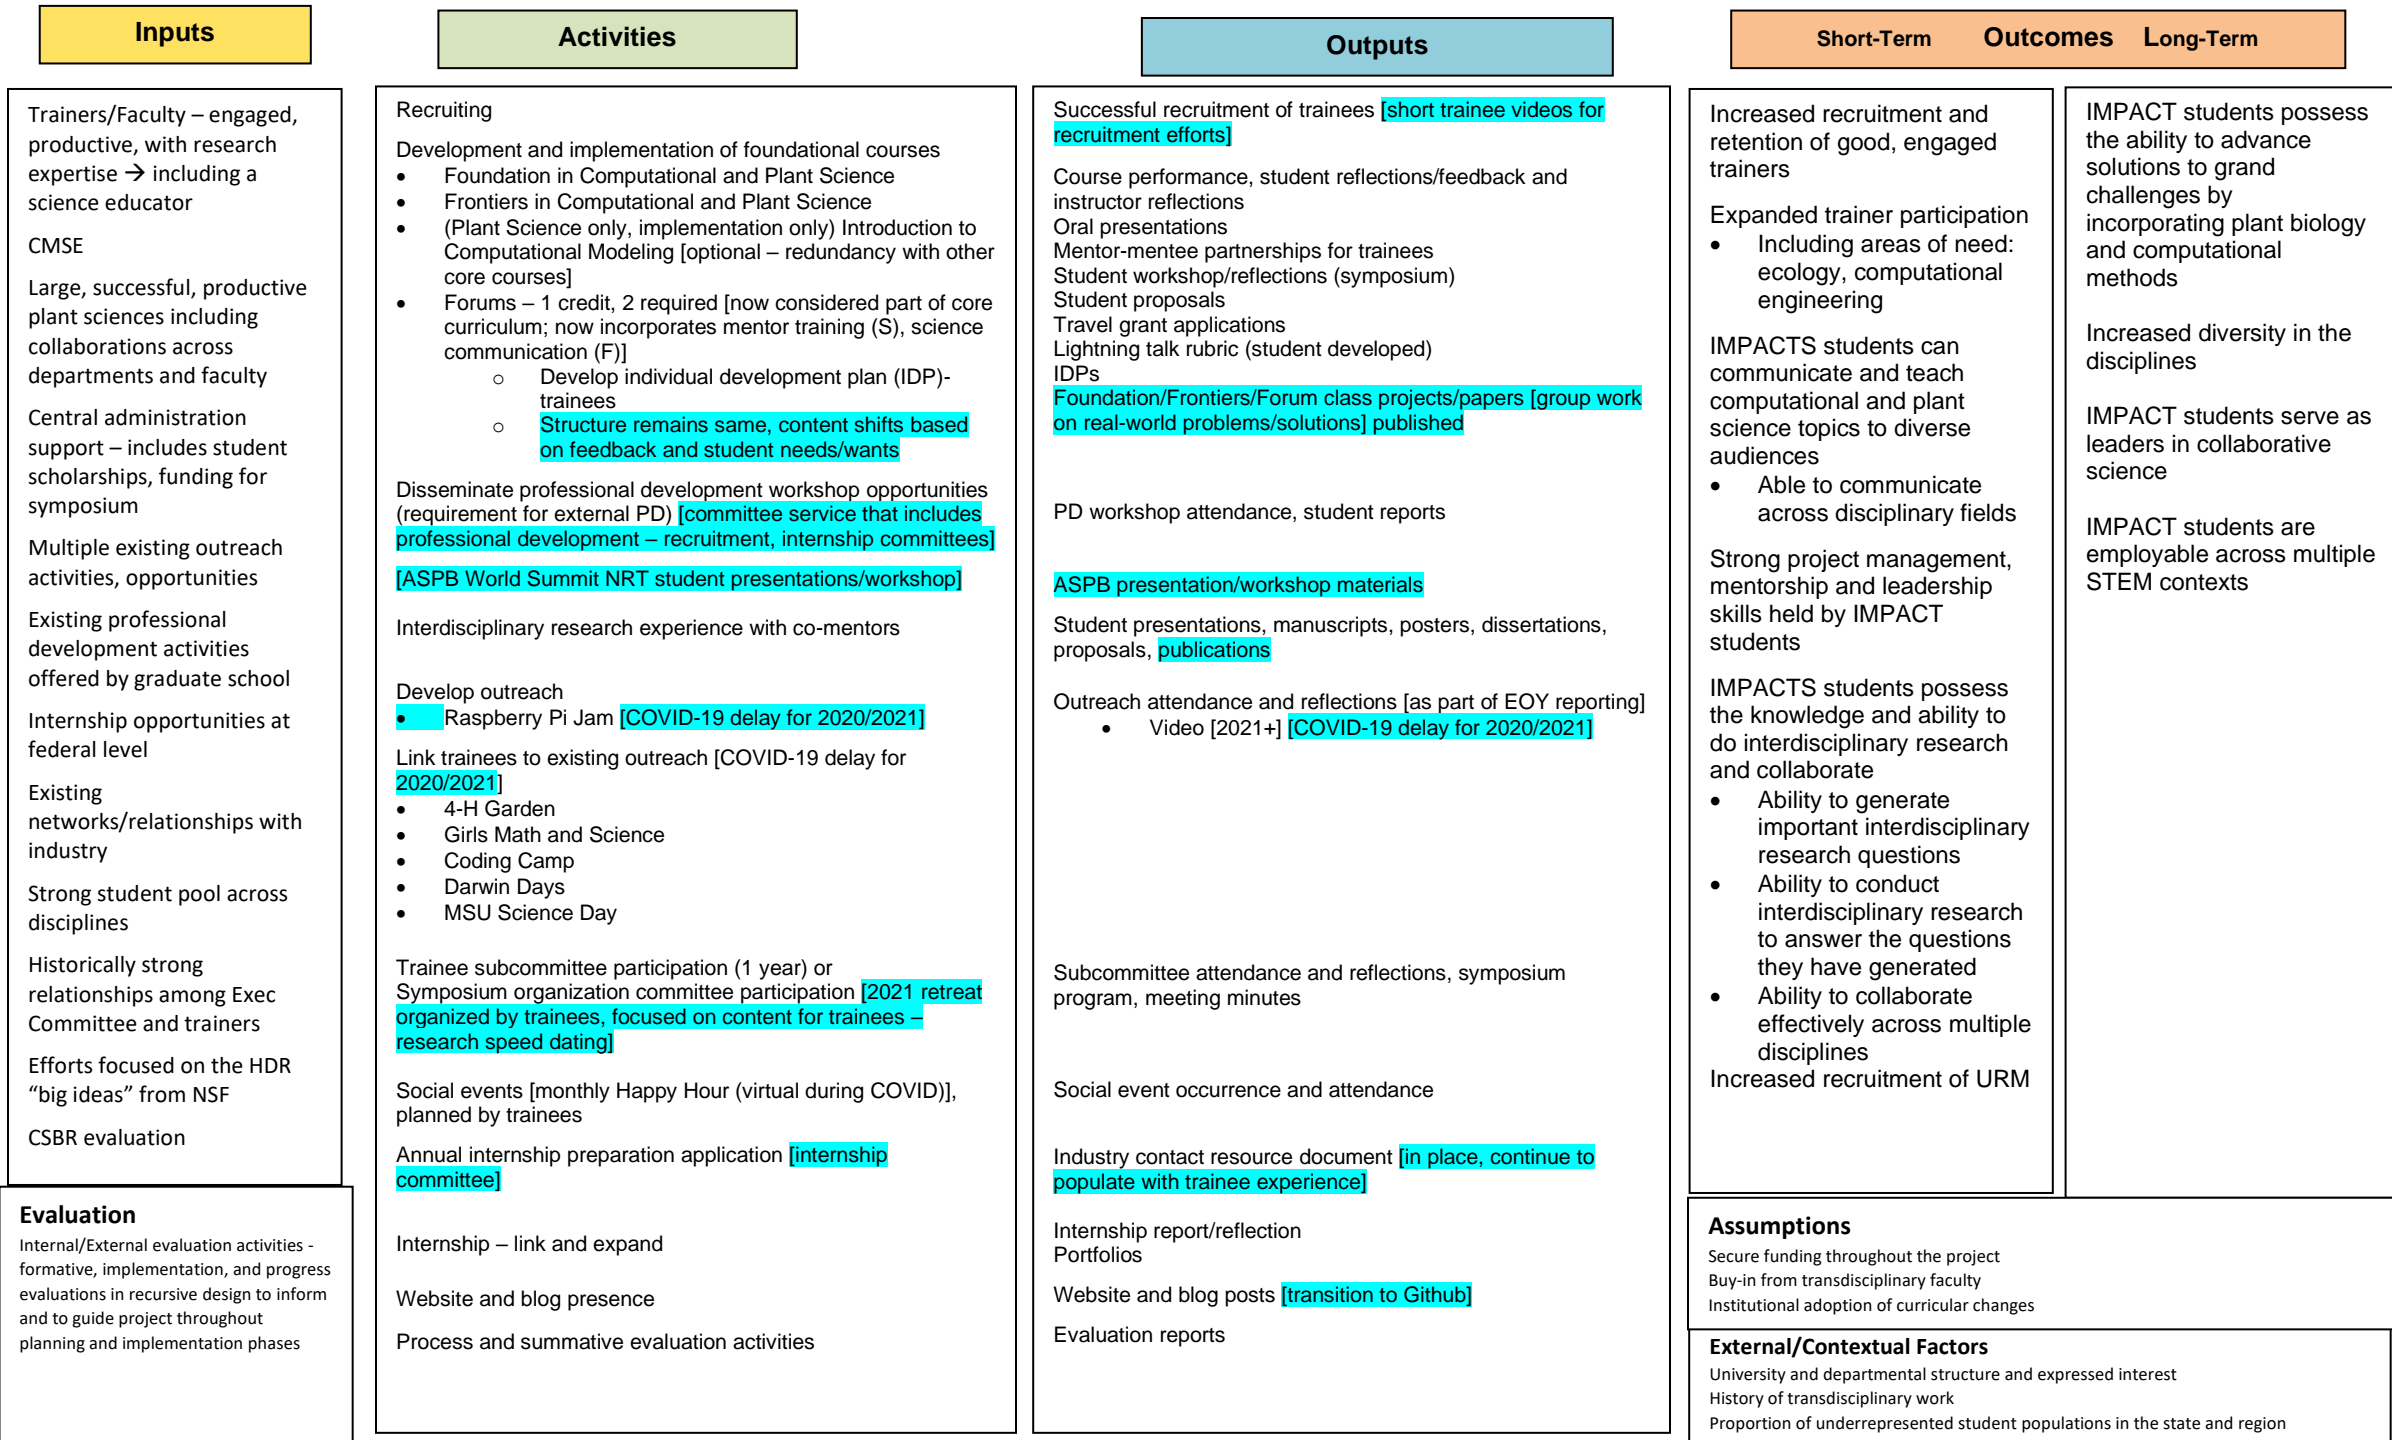 Inputs
Activities
Outputs
Short-Term Outcomes Long-Term
Trainers/Faculty – engaged,
productive, with research
expertise → including a
science educator
CMSE
Large, successful, productive
plant sciences including
collaborations across
departments and faculty
Central administration
support – includes student
scholarships, funding for
symposium
Multiple existing outreach
activities, opportunities
Existing professional
development activities
offered by graduate school
Internship opportunities at
federal level
Existing
networks/relationships with
industry
Strong student pool across
disciplines
Historically strong
relationships among Exec
Committee and trainers
Efforts focused on the HDR
“big ideas” from NSF
CSBR evaluation
Evaluation
Internal/External evaluation activities -
formative, implementation, and progress
evaluations in recursive design to inform
and to guide project throughout
planning and implementation phases
Recruiting
Development and implementation of foundational courses
• Foundation in Computational and Plant Science
• Frontiers in Computational and Plant Science
• (Plant Science only, implementation only) Introduction to
Computational Modeling [optional – redundancy with other
core courses]
• Forums – 1 credit, 2 required [now considered part of core
curriculum; now incorporates mentor training (S), science
communication (F)]
o Develop individual development plan (IDP)-
trainees
o Structure remains same, content shifts based
on feedback and student needs/wants
Disseminate professional development workshop opportunities
(requirement for external PD) [committee service that includes
professional development – recruitment, internship committees]
[ASPB World Summit NRT student presentations/workshop]
Interdisciplinary research experience with co-mentors
Develop outreach
• Raspberry Pi Jam [COVID-19 delay for 2020/2021]
Link trainees to existing outreach [COVID-19 delay for
2020/2021]
• 4-H Garden
• Girls Math and Science
• Coding Camp
• Darwin Days
• MSU Science Day
Trainee subcommittee participation (1 year) or
Symposium organization committee participation [2021 retreat
organized by trainees, focused on content for trainees –
research speed dating]
Social events [monthly Happy Hour (virtual during COVID)],
planned by trainees
Annual internship preparation application [internship
committee]
Internship – link and expand
Website and blog presence
Process and summative evaluation activities
Successful recruitment of trainees [short trainee videos for
recruitment efforts]
Course performance, student reflections/feedback and
instructor reflections
Oral presentations
Mentor-mentee partnerships for trainees
Student workshop/reflections (symposium)
Student proposals
Travel grant applications
Lightning talk rubric (student developed)
IDPs
Foundation/Frontiers/Forum class projects/papers [group work
on real-world problems/solutions] published
PD workshop attendance, student reports
ASPB presentation/workshop materials
Student presentations, manuscripts, posters, dissertations,
proposals, publications
Outreach attendance and reflections [as part of EOY reporting]
• Video [2021+] [COVID-19 delay for 2020/2021]
Subcommittee attendance and reflections, symposium
program, meeting minutes
Social event occurrence and attendance
Industry contact resource document [in place, continue to
populate with trainee experience]
Internship report/reflection
Portfolios
Website and blog posts [transition to Github]
Evaluation reports
Increased recruitment and
retention of good, engaged
trainers
Expanded trainer participation
• Including areas of need:
ecology, computational
engineering
IMPACTS students can
communicate and teach
computational and plant
science topics to diverse
audiences
• Able to communicate
across disciplinary fields
Strong project management,
mentorship and leadership
skills held by IMPACT
students
IMPACTS students possess
the knowledge and ability to
do interdisciplinary research
and collaborate
• Ability to generate
important interdisciplinary
research questions
• Ability to conduct
interdisciplinary research
to answer the questions
they have generated
• Ability to collaborate
effectively across multiple
disciplines
Increased recruitment of URM
IMPACT students possess
the ability to advance
solutions to grand
challenges by
incorporating plant biology
and computational
methods
Increased diversity in the
disciplines
IMPACT students serve as
leaders in collaborative
science
IMPACT students are
employable across multiple
STEM contexts
Assumptions
Secure funding throughout the project
Buy-in from transdisciplinary faculty
Institutional adoption of curricular changes
External/Contextual Factors
University and departmental structure and expressed interest
History of transdisciplinary work
Proportion of underrepresented student populations in the state and region